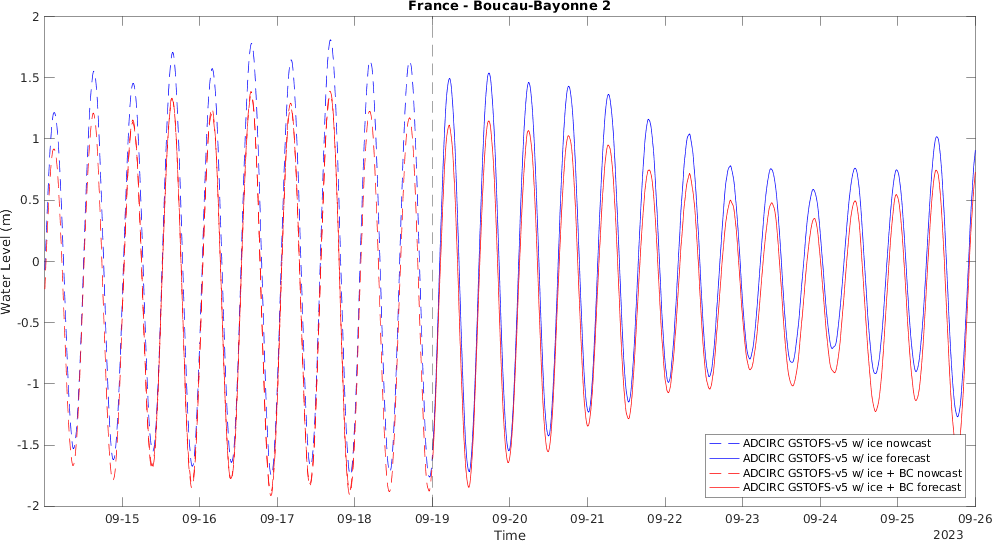 France - Boucau-Bayonne 2
2
1.5
1
0.5
0
-0.5
-1
-1.5
-2
Water Level (m)
ADCIRC GSTOFS-v5 w/ ice nowcast
ADCIRC GSTOFS-v5 w/ ice forecast
ADCIRC GSTOFS-v5 w/ ice + BC nowcast
ADCIRC GSTOFS-v5 w/ ice + BC forecast
09-15 09-16 09-17 09-18 09-19 09-20 09-21 09-22 09-23 09-24 09-25 09-26
Time
2023